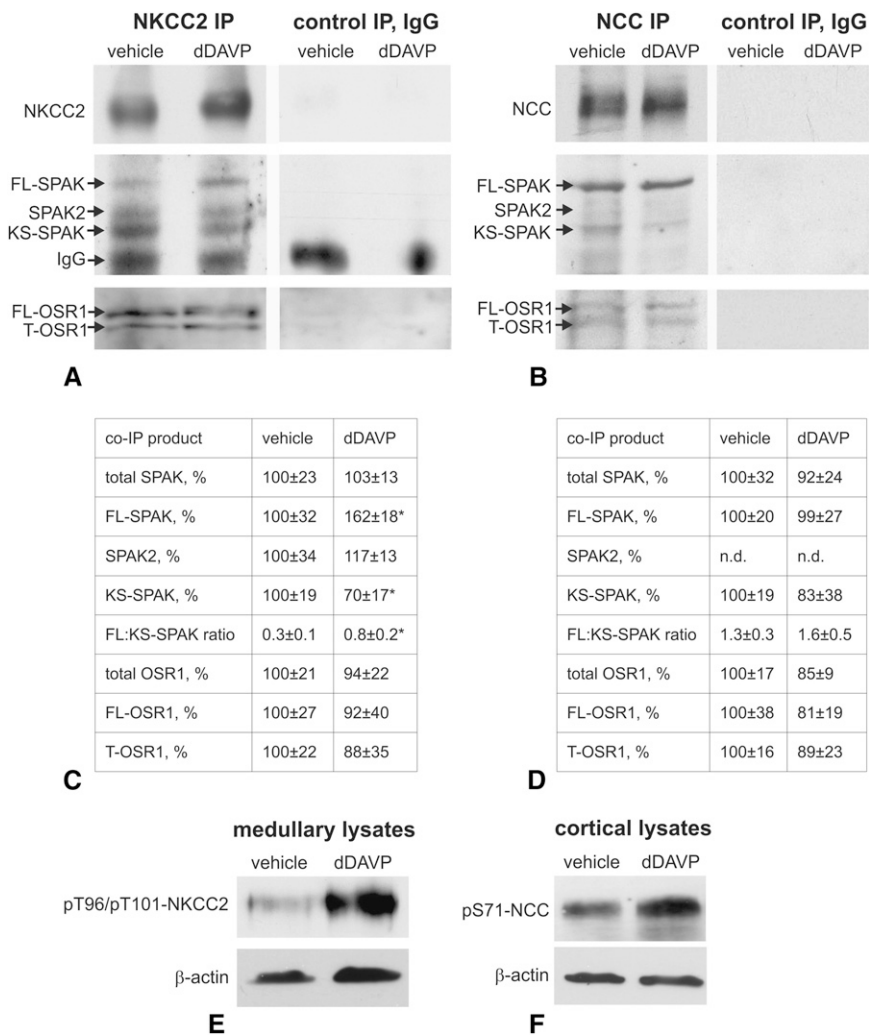 NKCC2 IP control IP, IgG
vehicle dDAVP vehicle dDAVP
NKCC2
FL-SPAK
SPAK2
KS-SPAK
IgG
FL-OSR1
T-OSR1
A
NCC IP control IP, IgG
vehicle dDAVP vehicle dDAVP
NCC
FL-SPAK
SPAK2
KS-SPAK
FL-OSR1
T-OSR1
B
co-IP product vehicle dDAVP
total SPAK, % 100±23 103±13
FL-SPAK, % 100±32 162±18*
SPAK2, % 100±34 117±13
KS-SPAK, % 100±19 70±17*
FL:KS-SPAK ratio 0.3±0.1 0.8±0.2*
total OSR1, % 100±21 94±22
FL-OSR1, % 100±27 92±40
T-OSR1, % 100±22 88±35
C
co-IP product vehicle dDAVP
total SPAK, % 100±32 92±24
FL-SPAK, % 100±20 99±27
SPAK2, % n.d. n.d.
KS-SPAK, % 100±19 83±38
FL:KS-SPAK ratio 1.3±0.3 1.6±0.5
total OSR1, % 100±17 85±9
FL-OSR1, % 100±38 81±19
T-OSR1, % 100±16 89±23
D
medullary lysates
vehicle dDAVP
pT96/pT101-NKCC2
β-actin
E
cortical lysates
vehicle dDAVP
pS71-NCC
β-actin
F